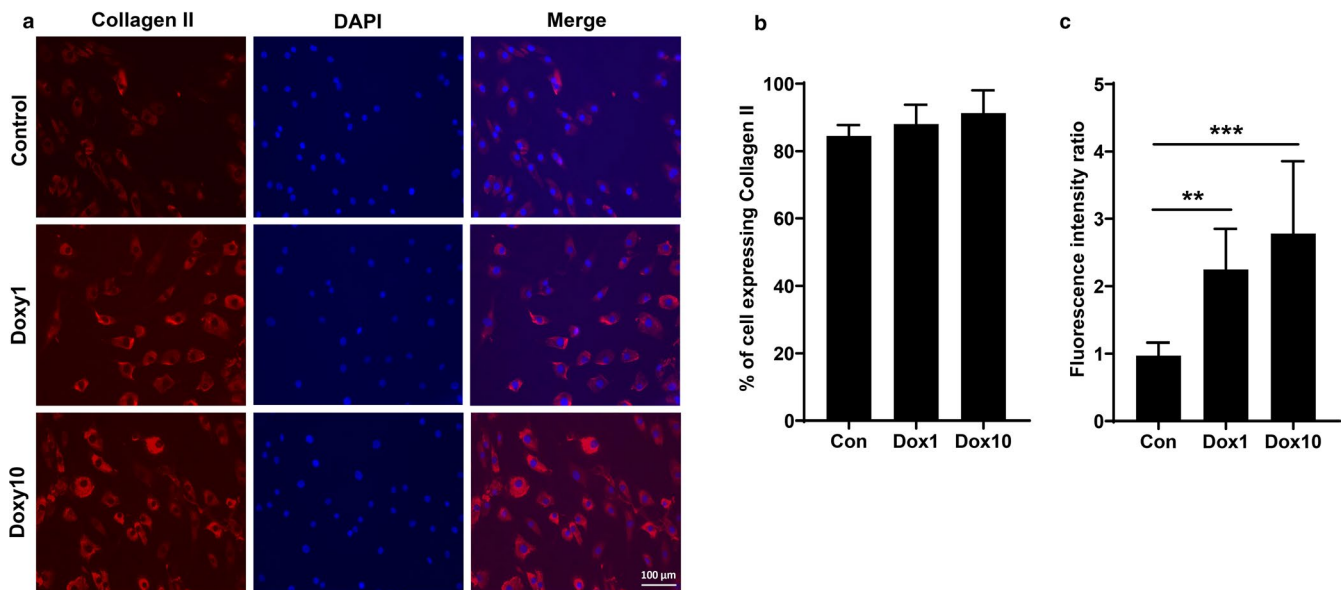 a
Collagen II DAPI Merge
Control
Doxy1
Doxy10
100 µm
b
% of cell expressing Collagen II
100
80
60
40
20
0
Con Dox1 Dox10
c
Fluorescence intensity ratio
5
4
3
2
1
0
***
**
Con Dox1 Dox10